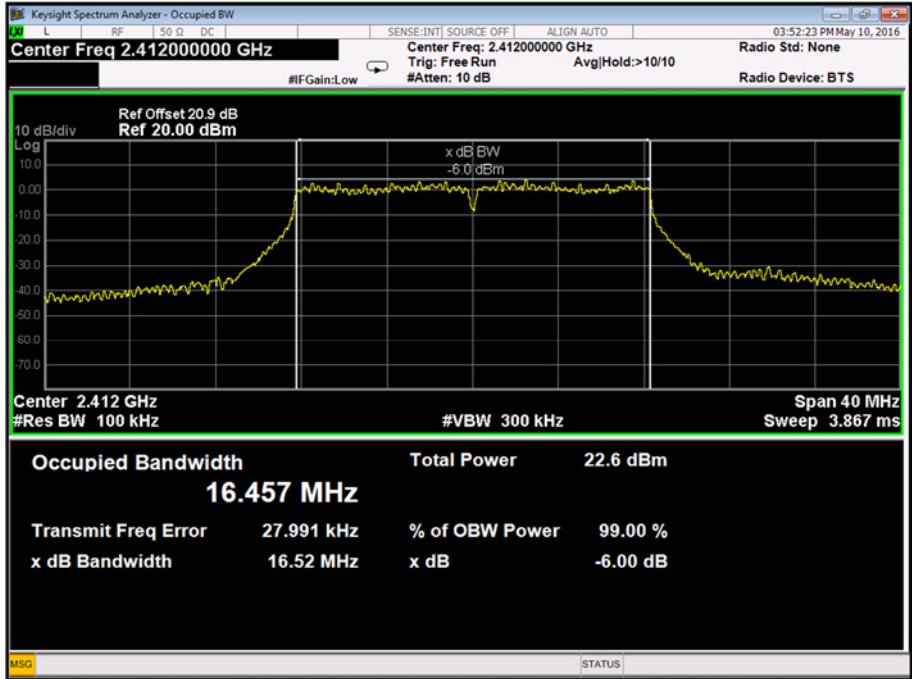 Keysight Spectrum Analyzer - Occupied BW
LXI L RF 50 Ω DC SENSE:INT SOURCE OFF ALIGN AUTO 03:52:23 PM May 10, 2016
Center Freq 2.412000000 GHz Center Freq: 2.412000000 GHz Radio Std: None
Trig: Free Run Avg|Hold:>10/10
#IFGain:Low #Atten: 10 dB Radio Device: BTS
Ref Offset 20.9 dB
10 dB/div Ref 20.00 dBm
Log
x dB BW
10.0
-6.0 dBm
0.00
-10.0
-20.0
-30.0
-40.0
-50.0
-60.0
-70.0
Center 2.412 GHz Span 40 MHz
#Res BW 100 kHz #VBW 300 kHz Sweep 3.867 ms
Occupied Bandwidth Total Power 22.6 dBm
16.457 MHz
Transmit Freq Error 27.991 kHz % of OBW Power 99.00 %
x dB Bandwidth 16.52 MHz x dB -6.00 dB
MSG STATUS